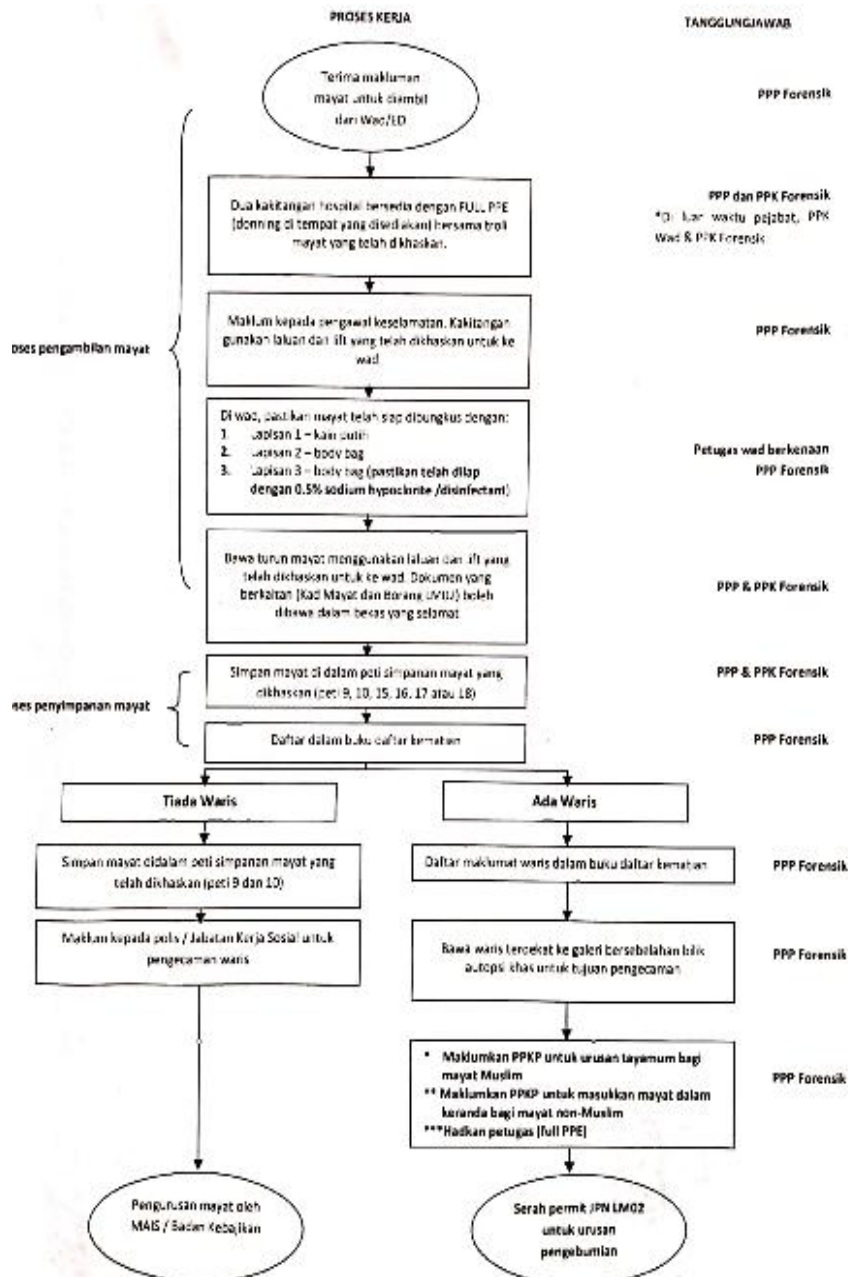 PROSES KERJA
TANGGUNGJAWAB
Terima makluman
mayat untuk diambil
dari Wad/ED
PPP Forensik
Dua kakitangan hospital bersedia dengan FULL PPE
(donning di tempat yang disediakan) bersama troli
mayat yang telah dikhaskan.
PPP dan PPK Forensik
*Di luar waktu pejabat, PPK
Wad & PPK Forensik
Maklum kepada pengawal keselamatan. Kakitangan
gunakan laluan dan lift yang telah dikhaskan untuk ke
wad
PPP Forensik
oses pengambilan mayat
Di wad, pastikan mayat telah siap dibungkus dengan:
1. Lapisan 1 – kain putih
2. Lapisan 2 – body bag
3. Lapisan 3 – body bag (pastikan telah dilap
dengan 0.5% sodium hypoclorite /disinfectant)
Petugas wad berkenaan
PPP Forensik
Bawa turun mayat menggunakan laluan dan lift yang
telah dikhaskan untuk ke wad. Dokumen yang
berkaitan (Kad Mayat dan Borang) boleh
dibawa dalam bekas yang selamat
PPP & PPK Forensik
Simpan mayat di dalam peti simpanan mayat yang
dikhaskan (peti 9, 10, 15, 16, 17 atau 18)
PPP & PPK Forensik
ses penyimpanan mayat
Daftar dalam buku daftar kematian
PPP Forensik
Tiada Waris
Ada Waris
Simpan mayat didalam peti simpanan mayat yang
telah dikhaskan (peti 9 dan 10)
Daftar maklumat waris dalam buku daftar kematian
PPP Forensik
Maklum kepada polis / Jabatan Kerja Sosial untuk
pengecaman waris
Bawa waris terdekat ke galeri bersebelahan bilik
autopsi khas untuk tujuan pengecaman
PPP Forensik
* Maklumkan PPKP untuk urusan tayamum bagi
mayat Muslim
** Maklumkan PPKP untuk masukkan mayat dalam
keranda bagi mayat non-Muslim
***Hadkan petugas (full PPE)
PPP Forensik
Pengurusan mayat oleh
MAIS / Badan Kebajikan
Serah permit JPN LM02
untuk urusan
pengebumian